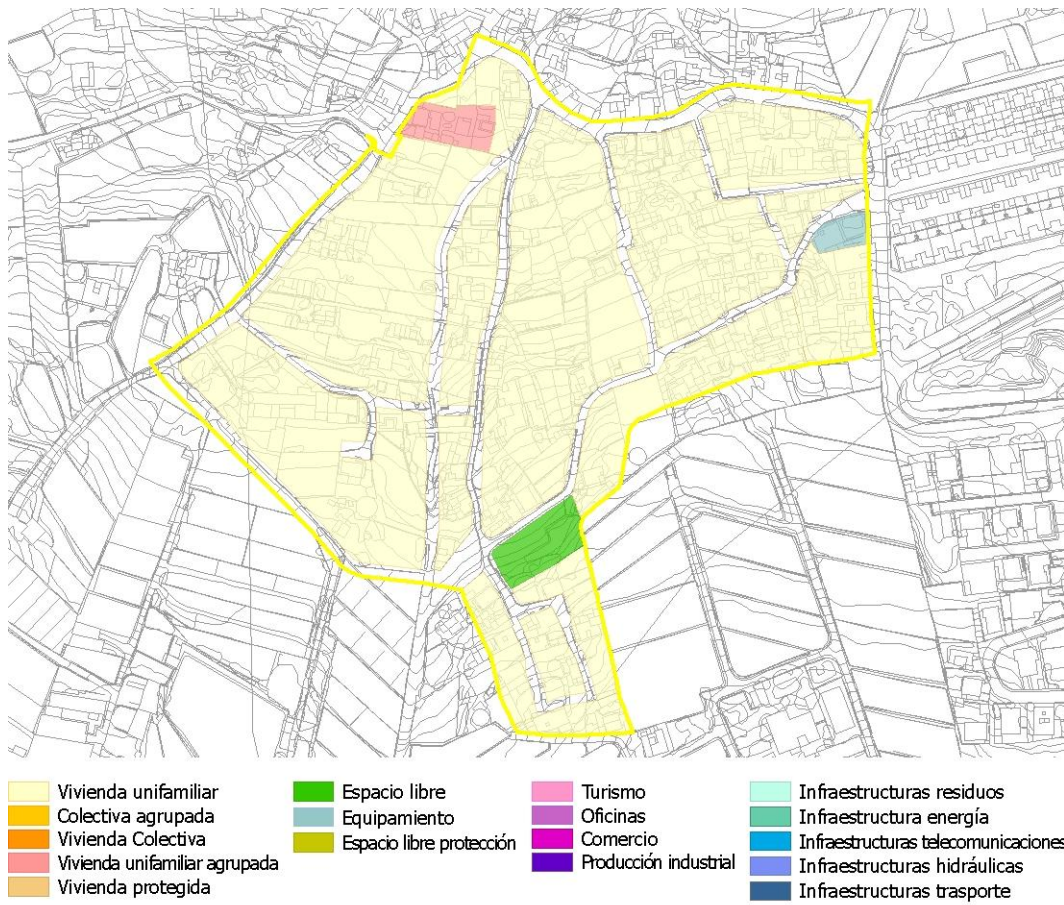 Vivienda unifamiliar
Colectiva agrupada
Vivienda Colectiva
Vivienda unifamiliar agrupada
Vivienda protegida
Espacio libre
Equipamiento
Espacio libre protección
Turismo
Oficinas
Comercio
Producción industrial
Infraestructuras residuos
Infraestructura energía
Infraestructuras telecomunicaciones
Infraestructuras hidráulicas
Infraestructuras trasporte